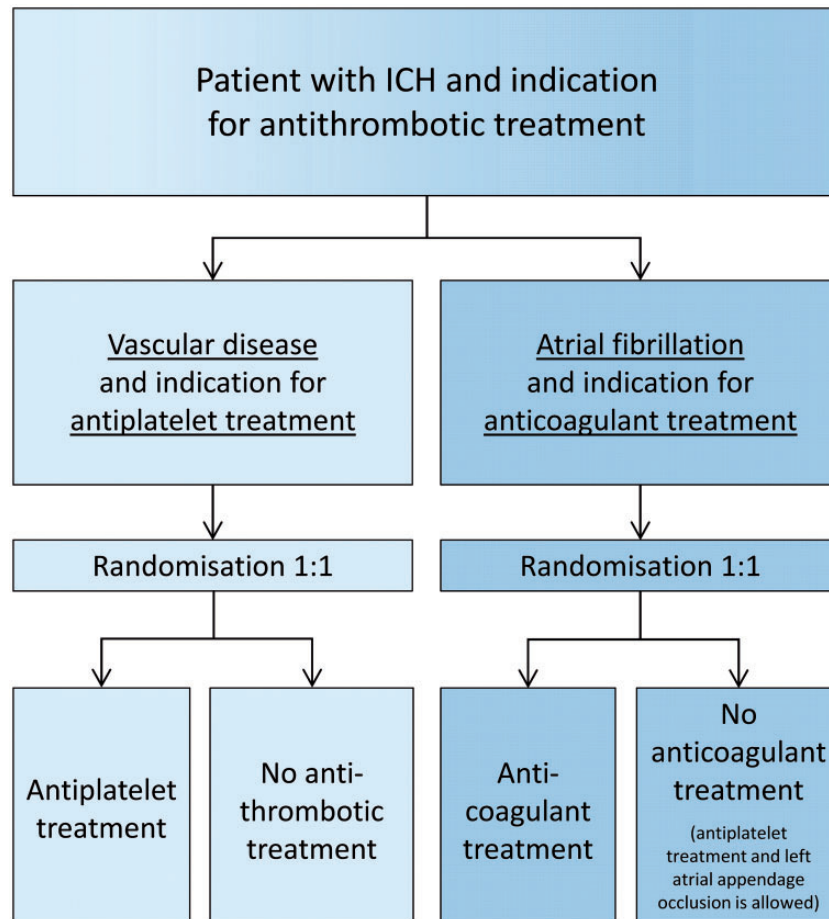 Patient with ICH and indication
for antithrombotic treatment
Vascular disease
and indication for
antiplatelet treatment
Atrial fibrillation
and indication for
anticoagulant treatment
Randomisation 1:1
Randomisation 1:1
Antiplatelet
treatment
No anti-
thrombotic
treatment
Anti-
coagulant
treatment
No
anticoagulant
treatment
(antiplatelet
treatment and left
atrial appendage
occlusion is allowed)